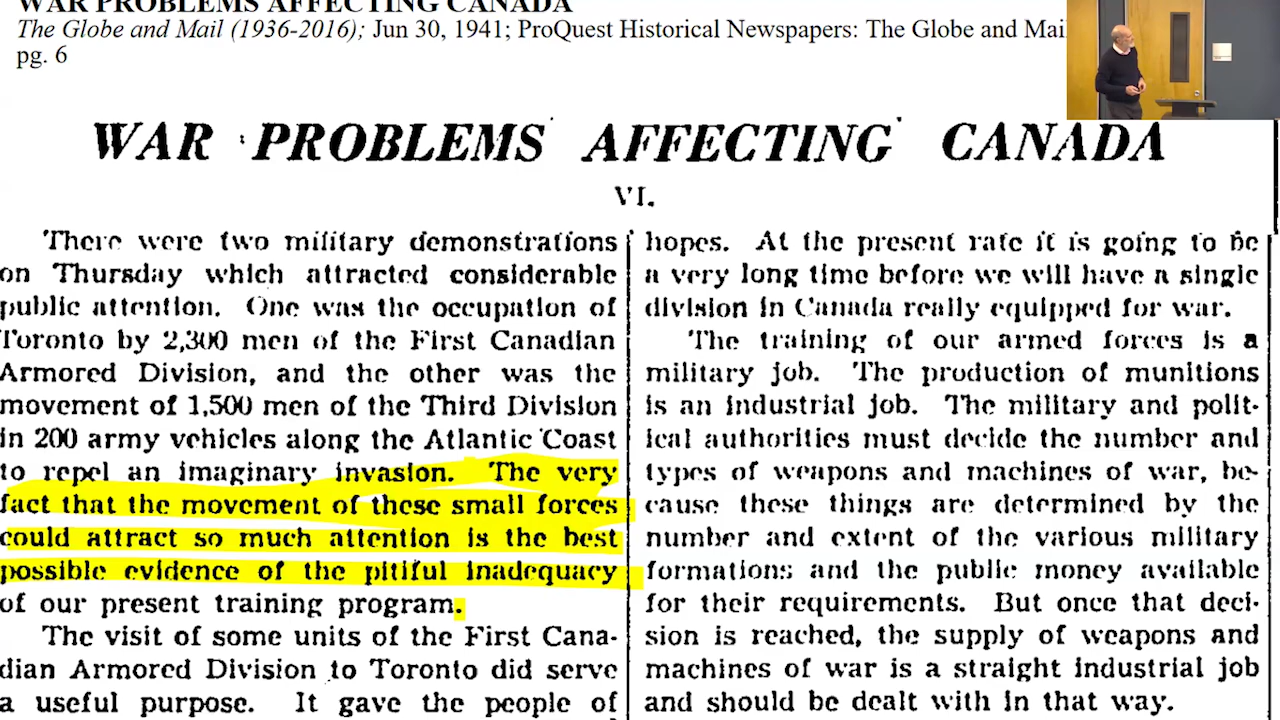 WAR PROBLEMS AFFECTING CANADA
The Globe and Mail (1936-2016); Jun 30, 1941; ProQuest Historical Newspapers: The Globe and Mail
pg. 6
WAR PROBLEMS AFFECTING CANADA
VI.
There were two military demonstrations
on Thursday which attracted considerable
public attention. One was the occupation of
Toronto by 2,300 men of the First Canadian
Armored Division, and the other was the
movement of 1,500 men of the Third Division
in 200 army vehicles along the Atlantic Coast
to repel an imaginary invasion. The very
fact that the movement of these small forces
could attract so much attention is the best
possible evidence of the pitiful inadequacy
of our present training program.
The visit of some units of the First Cana-
dian Armored Division to Toronto did serve
a useful purpose. It gave the people of
hopes. At the present rate it is going to be
a very long time before we will have a single
division in Canada really equipped for war.
The training of our armed forces is a
military job. The production of munitions
is an industrial job. The military and polit-
ical authorities must decide the number and
types of weapons and machines of war, be-
cause these things are determined by the
number and extent of the various military
formations and the public money available
for their requirements. But once that deci-
sion is reached, the supply of weapons and
machines of war is a straight industrial job
and should be dealt with in that way.